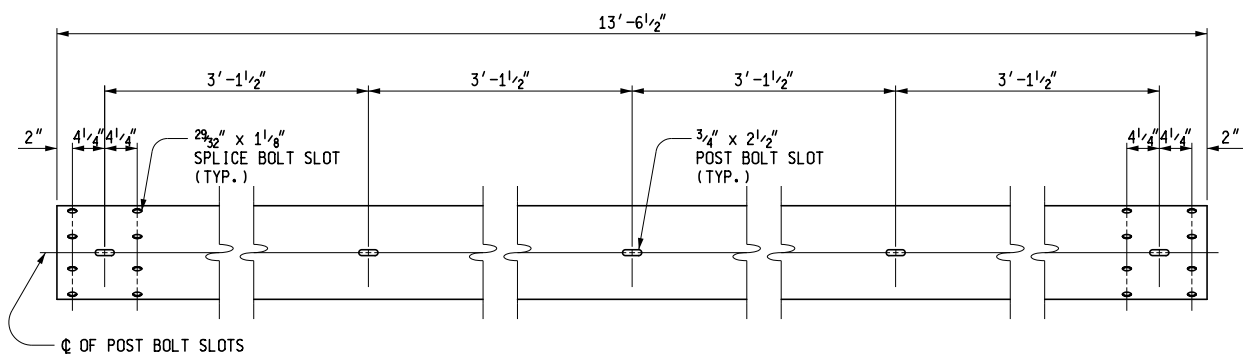 13'-6 1/2"
3'-1 1/2" 3'-1 1/2" 3'-1 1/2" 3'-1 1/2"
2" 4 1/4" 4 1/4" 29/32" x 1 1/8" 3/4" x 2 1/2" 4 1/4" 4 1/4" 2"
SPLICE BOLT SLOT POST BOLT SLOT
(TYP.) (TYP.)
℄ OF POST BOLT SLOTS